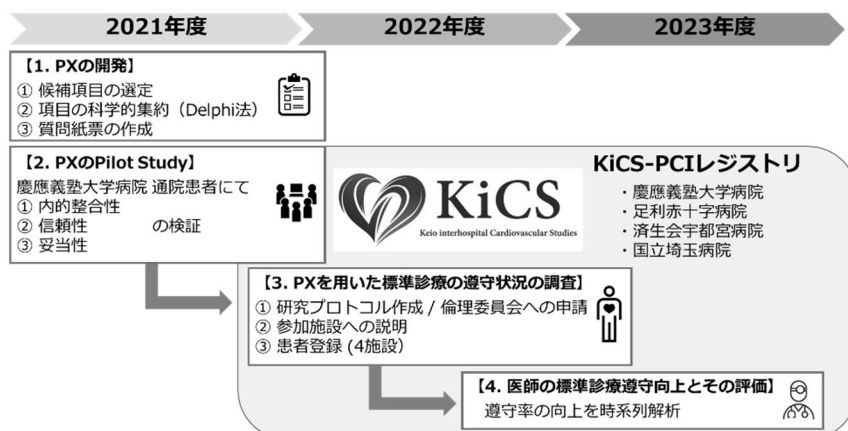 2021年度
2022年度
2023年度
【1. PXの開発】
① 候補項目の選定
② 項目の科学的集約（Delphi法）
③ 質問紙票の作成
【2. PXのPilot Study】
慶應義塾大学病院 通院患者にて
① 内的整合性
② 信頼性 の検証
③ 妥当性
KiCS
Keio interhospital Cardiovascular Studies
KiCS-PCIレジストリ
・慶應義塾大学病院
・足利赤十字病院
・済生会宇都宮病院
・国立埼玉病院
【3. PXを用いた標準診療の遵守状況の調査】
① 研究プロトコル作成 / 倫理委員会への申請
② 参加施設への説明
③ 患者登録 (4施設）
【4. 医師の標準診療遵守向上とその評価】
遵守率の向上を時系列解析